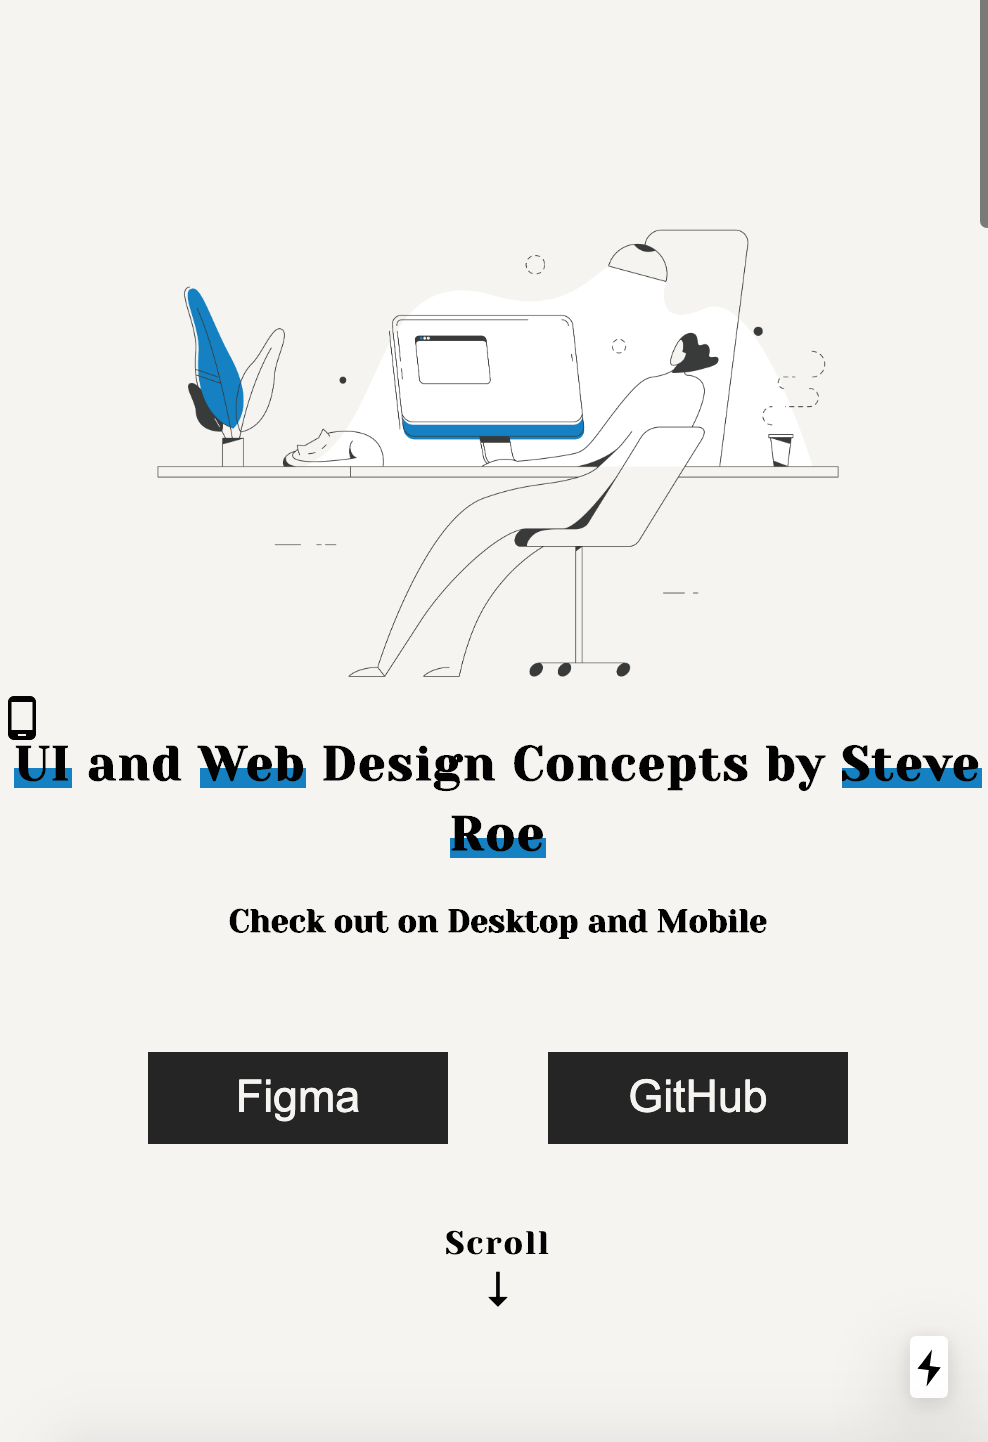 UI and Web Design Concepts by Steve
Roe
Check out on Desktop and Mobile
Figma
GitHub
Scroll